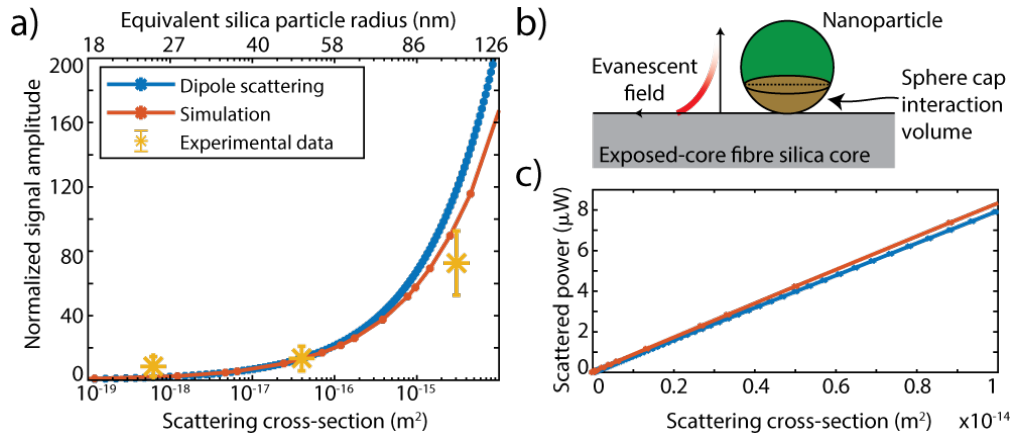 a)
Equivalent silica particle radius (nm)
18 27 40 58 86 126
Normalized signal amplitude
200
160
120
80
40
0
Dipole scattering
Simulation
Experimental data
10⁻¹⁹ 10⁻¹⁸ 10⁻¹⁷ 10⁻¹⁶ 10⁻¹⁵
Scattering cross-section (m²)
b)
Nanoparticle
Evanescent
field
Sphere cap
interaction
volume
Exposed-core fibre silica core
c)
Scattered power (μW)
8
6
4
2
0
0 0.2 0.4 0.6 0.8 1
Scattering cross-section (m²) x10⁻¹⁴